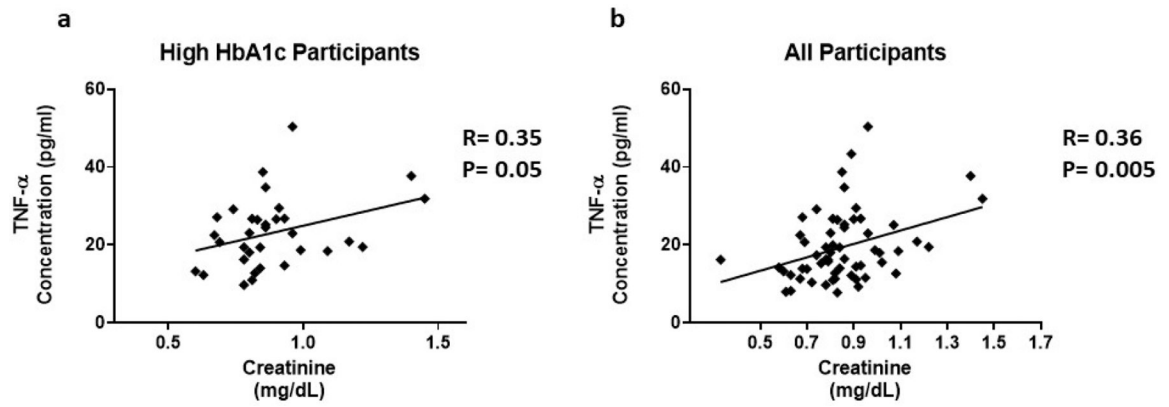 a
High HbA1c Participants
60
40
20
0
TNF-α
Concentration (pg/ml)
R= 0.35
P= 0.05
0.5 1.0 1.5
Creatinine
(mg/dL)
b
All Participants
60
40
20
0
TNF-α
Concentration (pg/ml)
R= 0.36
P= 0.005
0.5 0.7 0.9 1.1 1.3 1.5 1.7
Creatinine
(mg/dL)